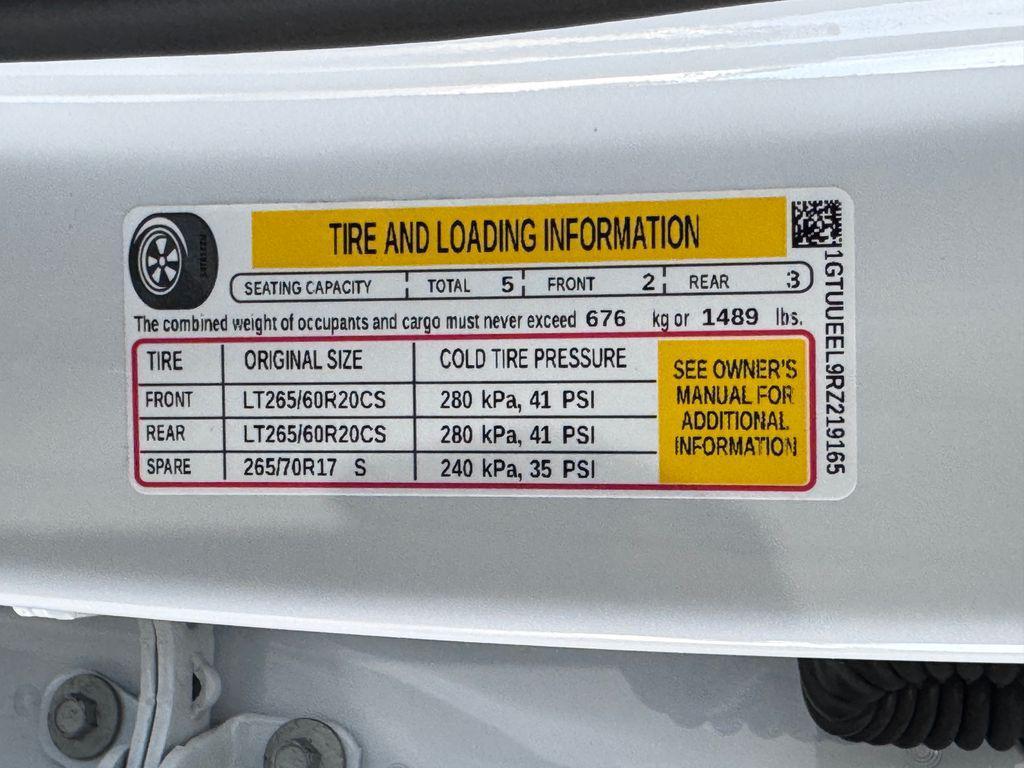 TIRE AND LOADING INFORMATION
SEATING CAPACITY TOTAL 5 FRONT 2 REAR 3
The combined weight of occupants and cargo must never exceed 676 kg or 1489 lbs.
TIRE ORIGINAL SIZE COLD TIRE PRESSURE
FRONT LT265/60R20CS 280 kPa, 41 PSI
REAR LT265/60R20CS 280 kPa, 41 PSI
SPARE 265/70R17 S 240 kPa, 35 PSI
SEE OWNER'S
MANUAL FOR
ADDITIONAL
INFORMATION
1GTUUEEL9RZ219165